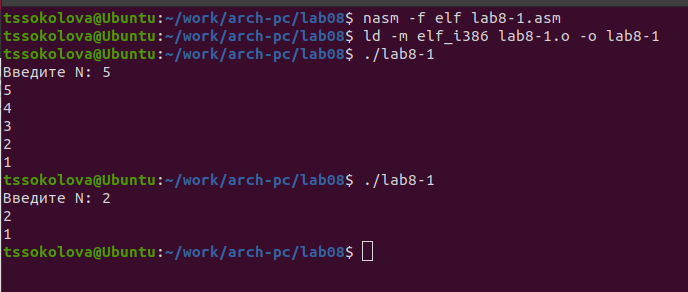 tssokolova@Ubuntu:~/work/arch-pc/lab08$ nasm -f elf lab8-1.asm
tssokolova@Ubuntu:~/work/arch-pc/lab08$ ld -m elf_i386 lab8-1.o -o lab8-1
tssokolova@Ubuntu:~/work/arch-pc/lab08$ ./lab8-1
Введите N: 5
5
4
3
2
1
tssokolova@Ubuntu:~/work/arch-pc/lab08$ ./lab8-1
Введите N: 2
2
1
tssokolova@Ubuntu:~/work/arch-pc/lab08$